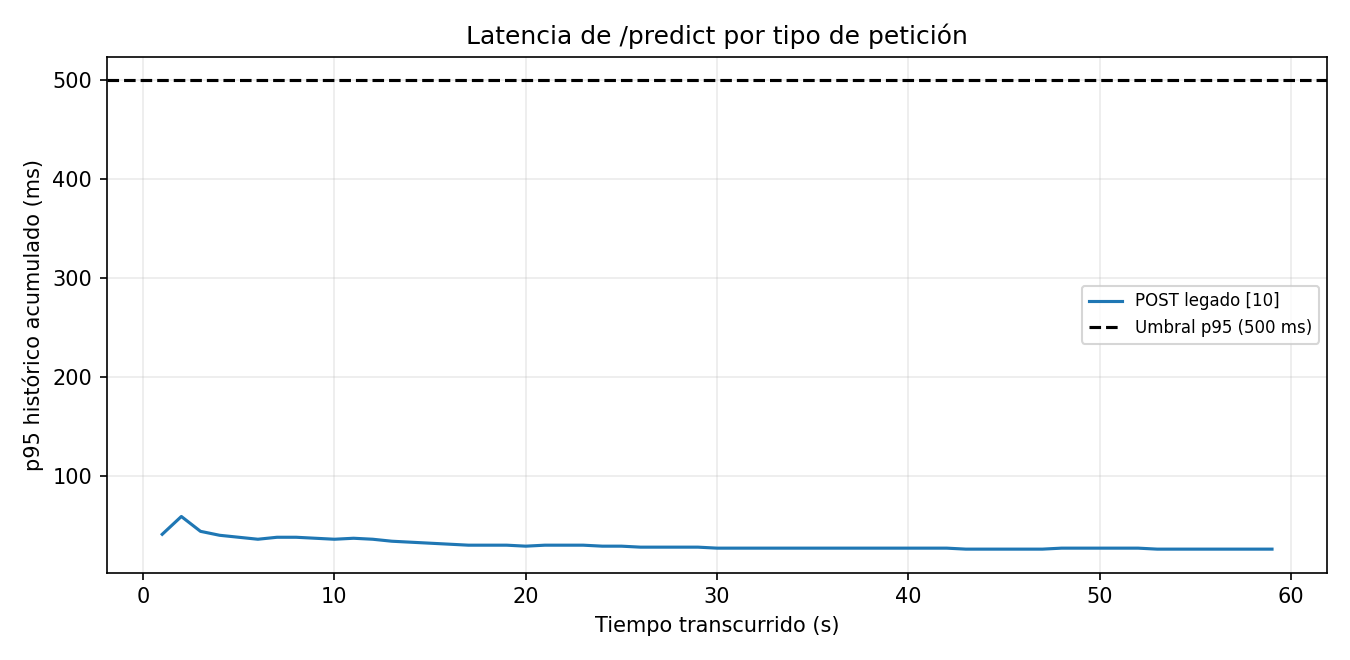 Latencia de /predict por tipo de petición
p95 histórico acumulado (ms)
500
400
300
200
100
POST legado [10]
Umbral p95 (500 ms)
0 10 20 30 40 50 60
Tiempo transcurrido (s)